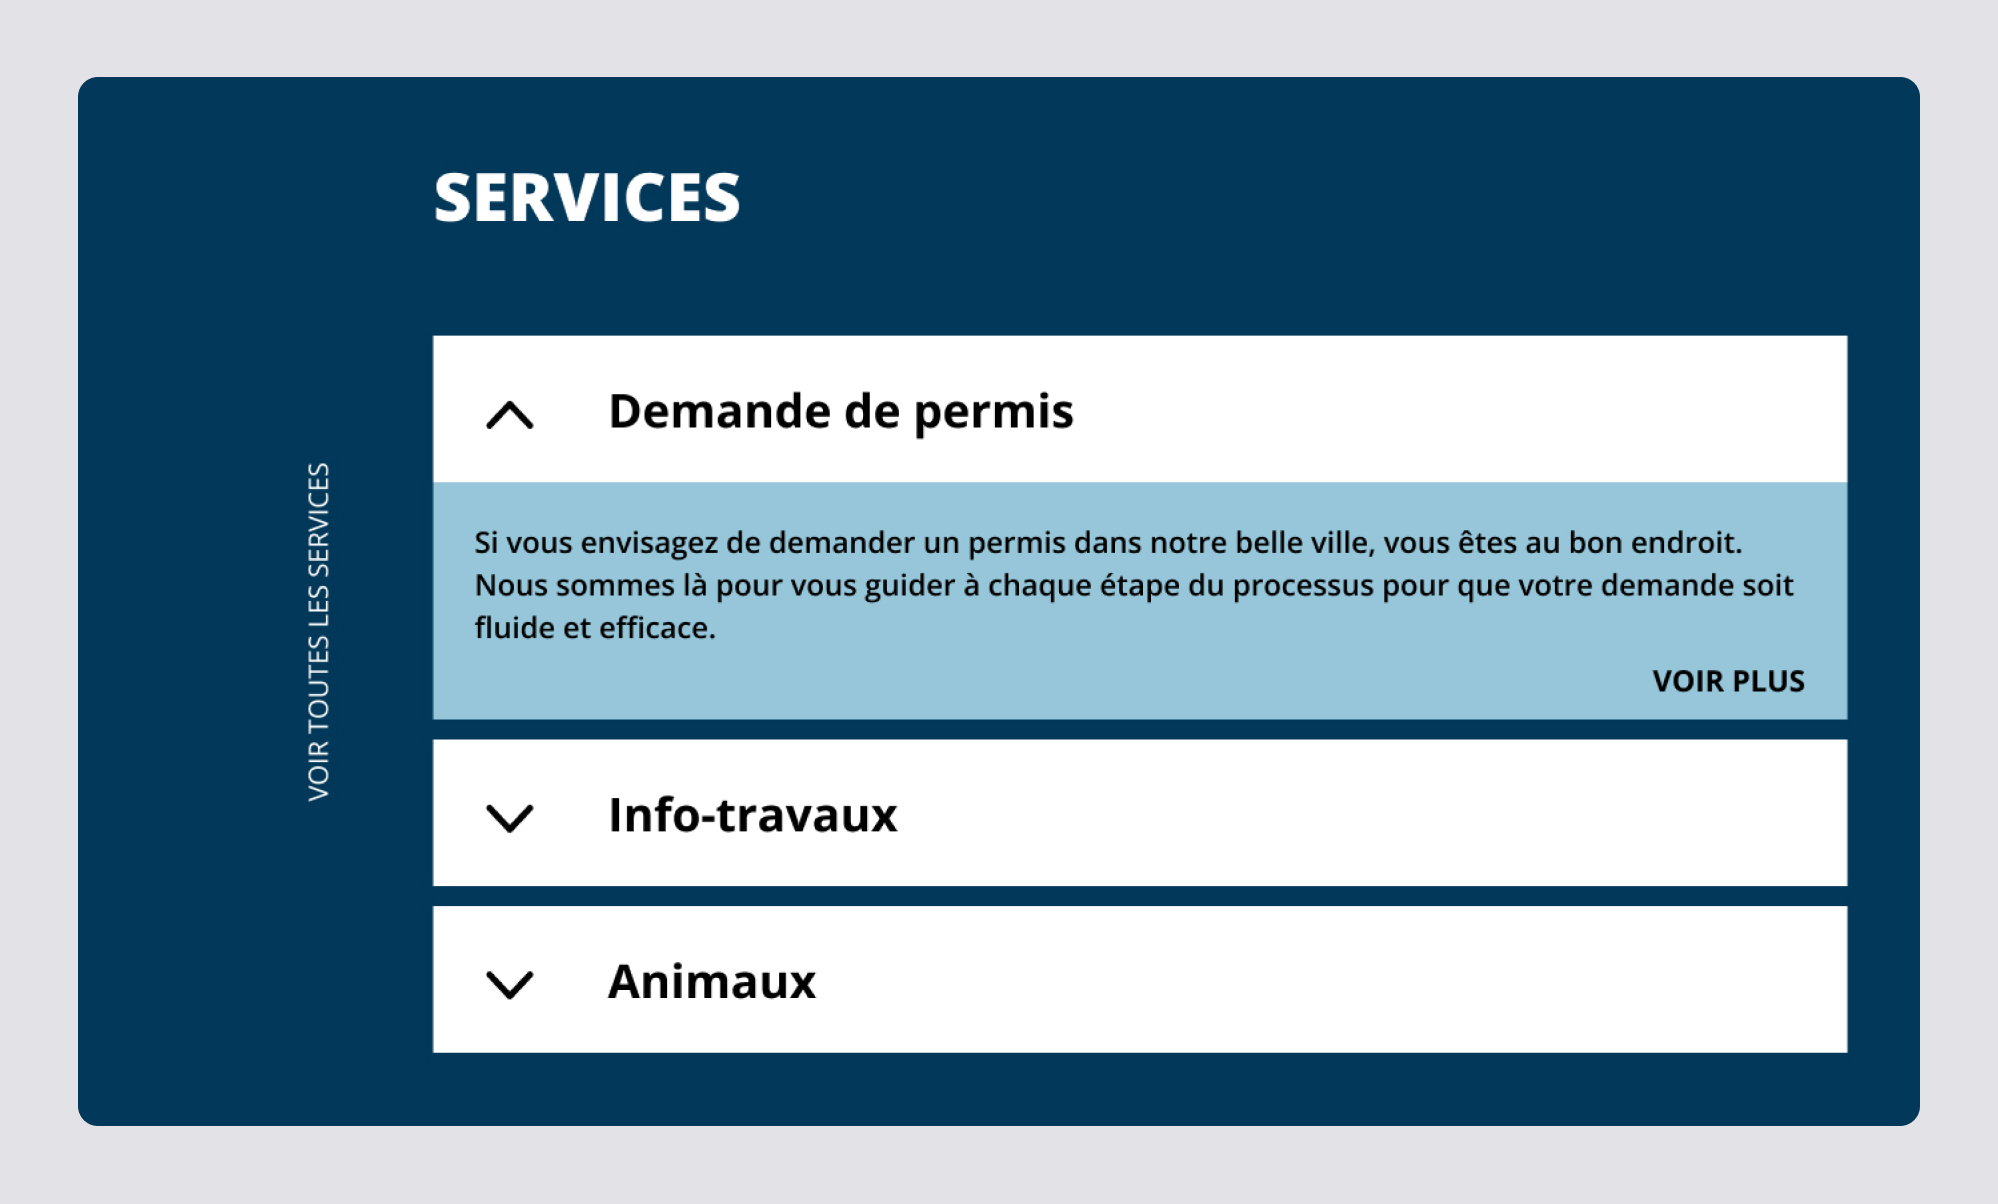 SERVICES
VOIR TOUTES LES SERVICES
Demande de permis
Si vous envisagez de demander un permis dans notre belle ville, vous êtes au bon endroit.
Nous sommes là pour vous guider à chaque étape du processus pour que votre demande soit
fluide et efficace.
VOIR PLUS
Info-travaux
Animaux